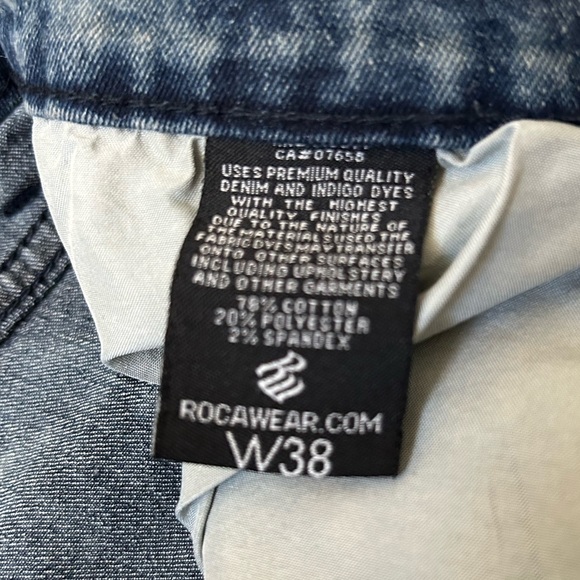 CA#07658
USES PREMIUM QUALITY
DENIM AND INDIGO DYES
WITH THE HIGHEST
QUALITY FINISHES
DUE TO THE NATURE OF
THE MATERIALS USED THE
FABRIC DYES MAY TRANSFER
ONTO OTHER SURFACES
INCLUDING UPHOLSTERY
AND OTHER GARMENTS
78% COTTON
20% POLYESTER
2% SPANDEX
ROCAWEAR.COM
W38